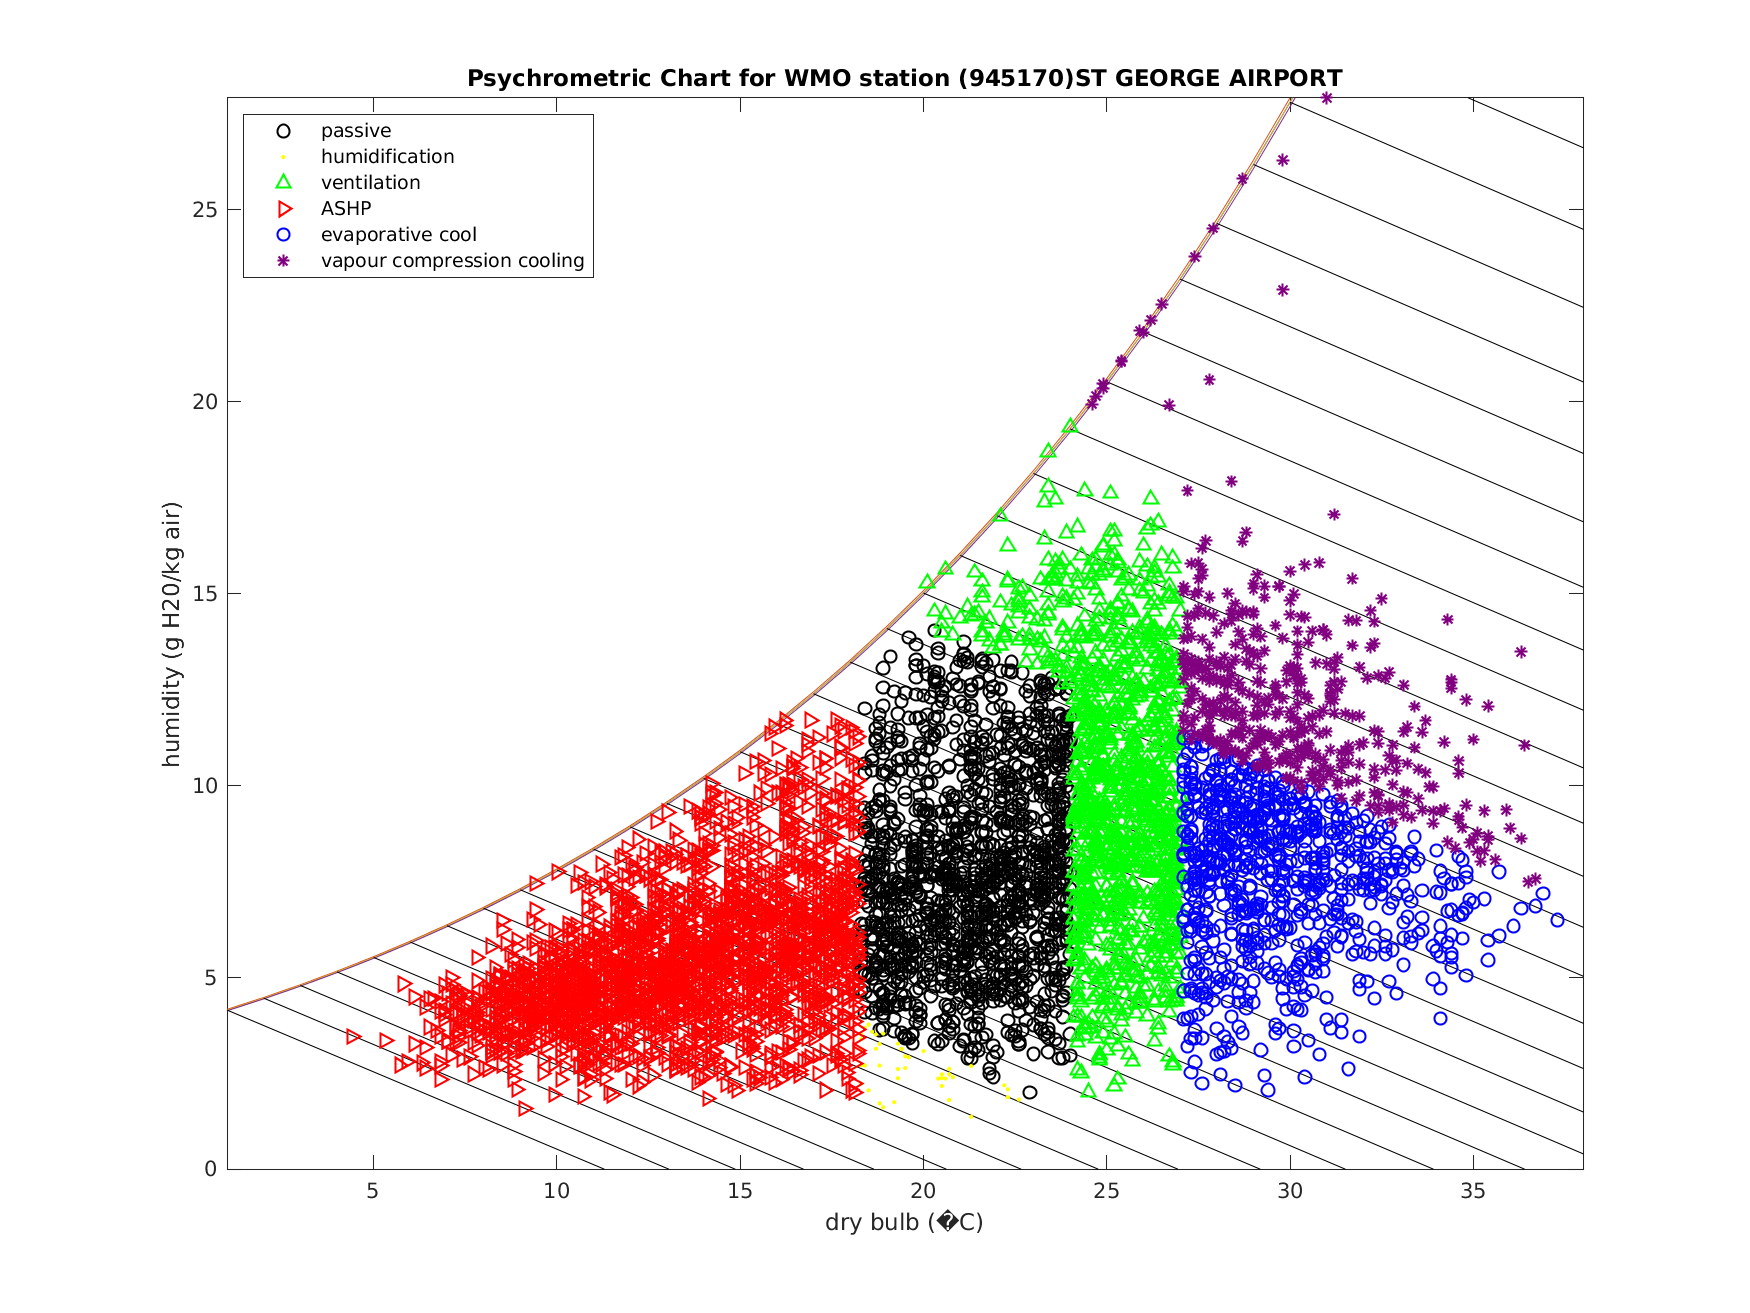 Psychrometric Chart for WMO station (945170)ST GEORGE AIRPORT
passive
humidification
ventilation
ASHP
evaporative cool
vapour compression cooling
25
20
15
10
5
0
humidity (g H20/kg air)
5 10 15 20 25 30 35
dry bulb (�C)